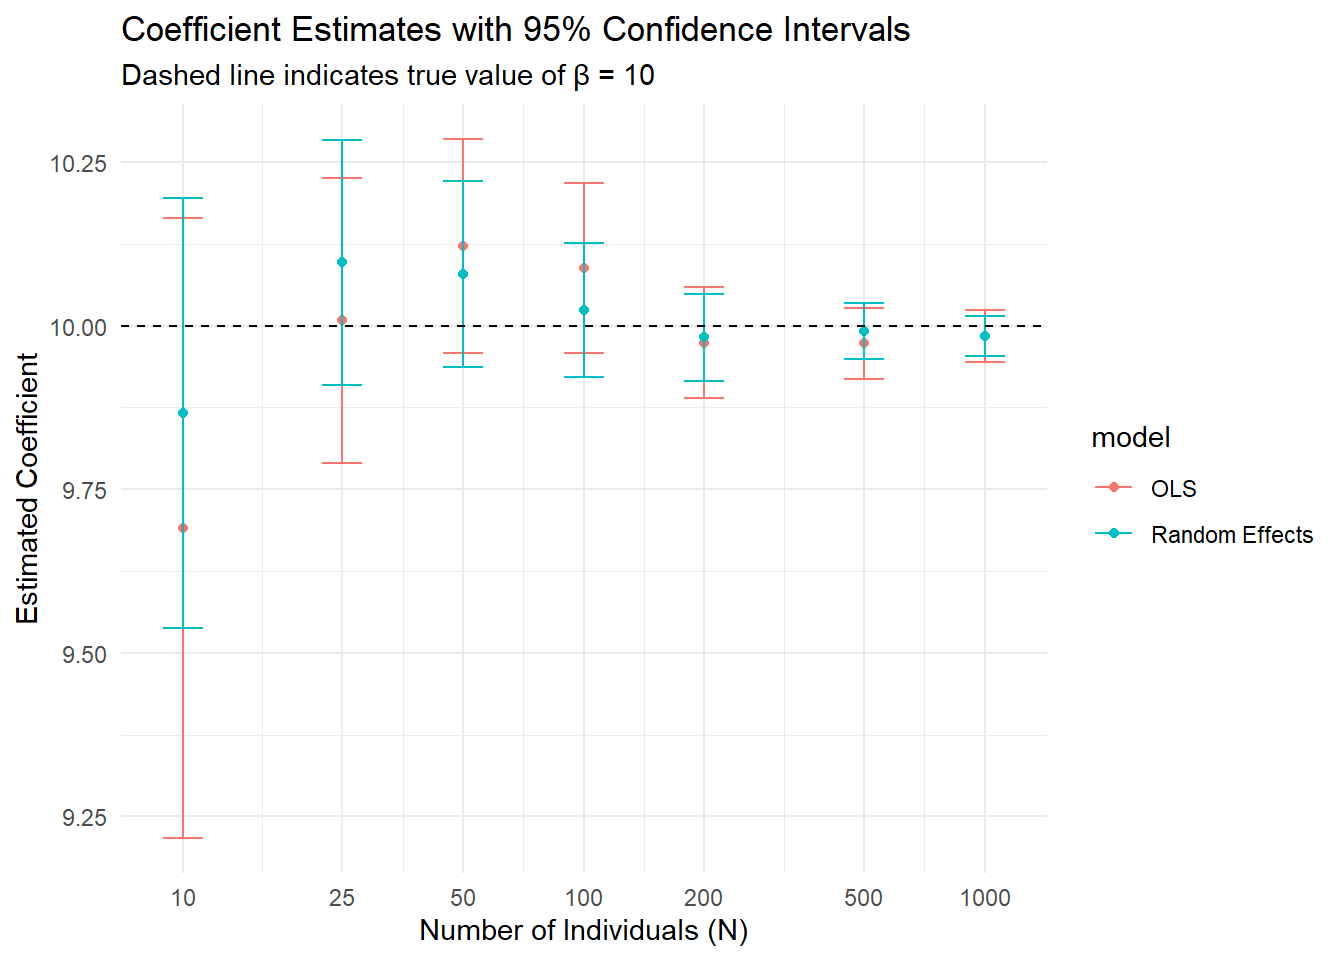 Coefficient Estimates with 95% Confidence Intervals
Dashed line indicates true value of β = 10
Estimated Coefficient
10.25
10.00
9.75
9.50
9.25
10 25 50 100 200 500 1000
Number of Individuals (N)
model
OLS
Random Effects